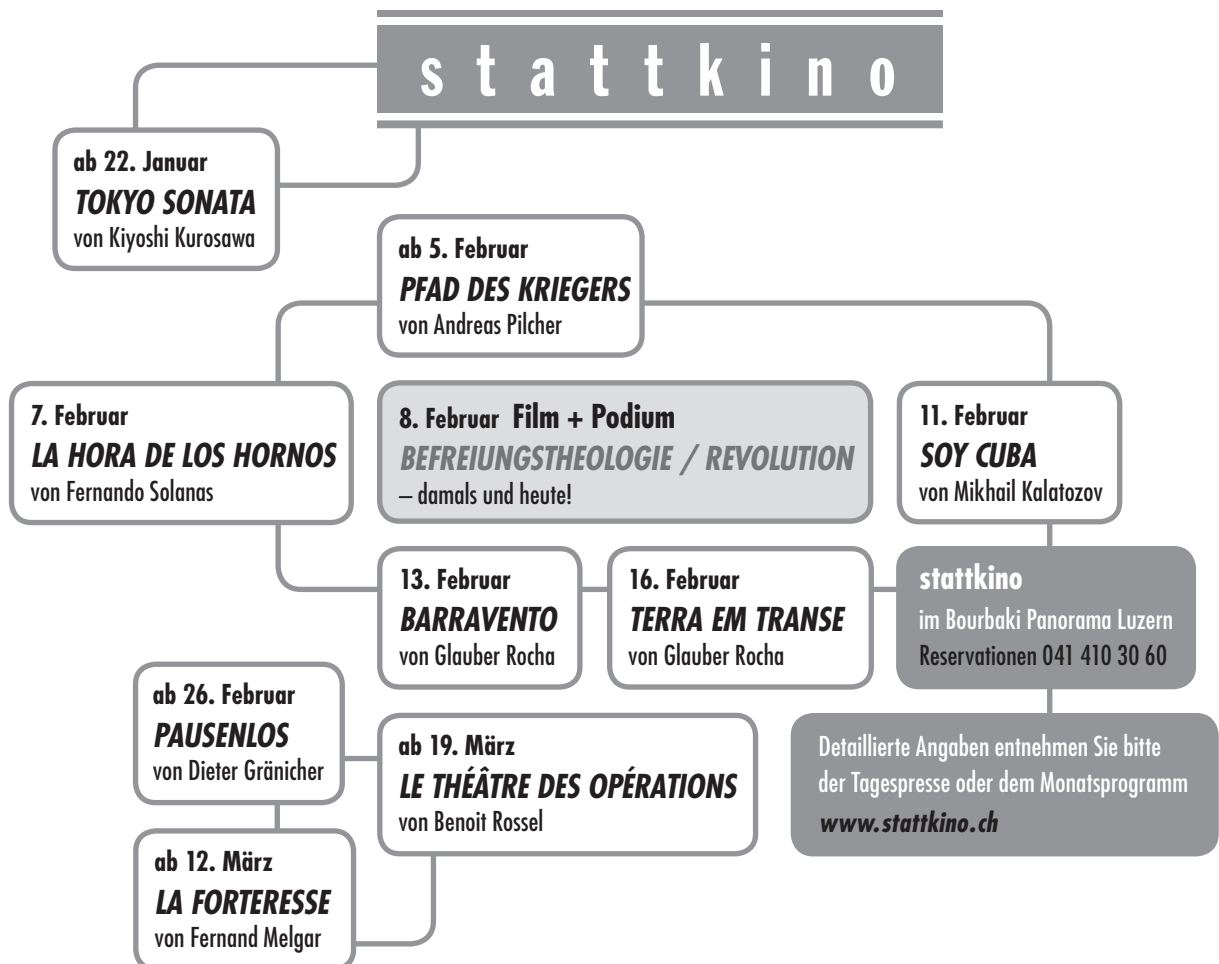 stattkino
ab 22. Januar
TOKYO SONATA
von Kiyoshi Kurosawa
ab 5. Februar
PFAD DES KRIEGERS
von Andreas Pilcher
7. Februar
LA HORA DE LOS HORNOS
von Fernando Solanas
8. Februar Film + Podium
BEFREIUNGSTHEOLOGIE / REVOLUTION
– damals und heute!
11. Februar
SOY CUBA
von Mikhail Kalatozov
13. Februar
BARRAVENTO
von Glauber Rocha
16. Februar
TERRA EM TRANSE
von Glauber Rocha
stattkino
im Bourbaki Panorama Luzern
Reservationen 041 410 30 60
ab 26. Februar
PAUSENLOS
von Dieter Gränicher
ab 19. März
LE THÉÂTRE DES OPÉRATIONS
von Benoit Rossel
Detaillierte Angaben entnehmen Sie bitte
der Tagespresse oder dem Monatsprogramm
www.stattkino.ch
ab 12. März
LA FORTERESSE
von Fernand Melgar